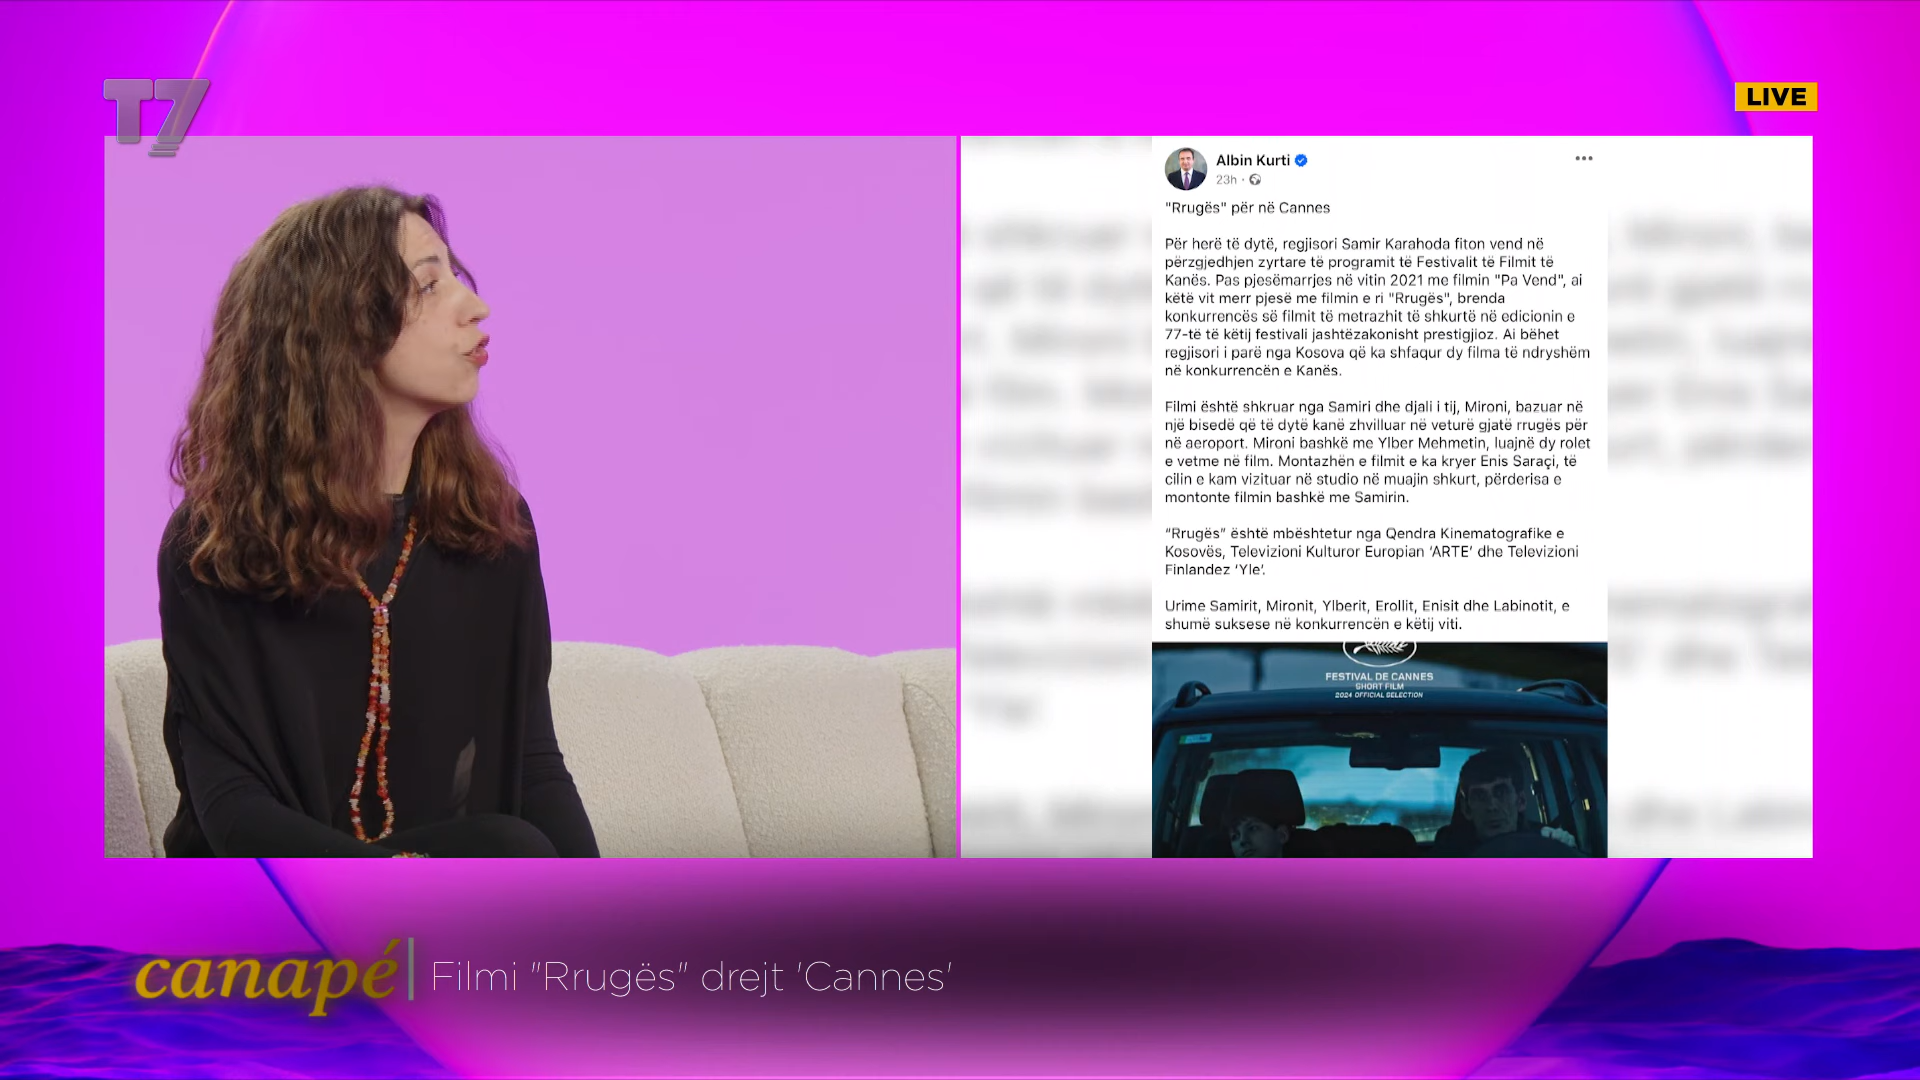 T7
LIVE
Albin Kurti
23h
"Rrugës" për në Cannes
Për herë të dytë, regjisori Samir Karahoda fiton vend në
përzgjedhjen zyrtare të programit të Festivalit të Filmit të
Kanës. Pas pjesëmarrjes në vitin 2021 me filmin "Pa Vend", ai
këtë vit merr pjesë me filmin e ri "Rrugës", brenda
konkurrencës së filmit të metrazhit të shkurtë në edicionin e
77-të të këtij festivali jashtëzakonisht prestigjioz. Ai bëhet
regjisori i parë nga Kosova që ka shfaqur dy filma të ndryshëm
në konkurrencën e Kanës.
Filmi është shkruar nga Samiri dhe djali i tij, Mironi, bazuar në
një bisedë që të dytë kanë zhvilluar në veturë gjatë rrugës për
në aeroport. Mironi bashkë me Ylber Mehmetin, luajnë dy rolet
e vetme në film. Montazhën e filmit e ka kryer Enis Saraçi, të
cilin e kam vizituar në studio në muajin shkurt, përderisa e
montonte filmin bashkë me Samirin.
“Rrugës” është mbështetur nga Qendra Kinematografike e
Kosovës, Televizioni Kulturor Europian ‘ARTE’ dhe Televizioni
Finlandez ‘Yle’.
Urime Samirit, Mironit, Ylberit, Erollit, Enisit dhe Labinotit, e
shumë suksese në konkurrencën e këtij viti.
FESTIVAL DE CANNES
SHORT FILM
2024 OFFICIAL SELECTION
canapé
Filmi "Rrugës" drejt 'Cannes'